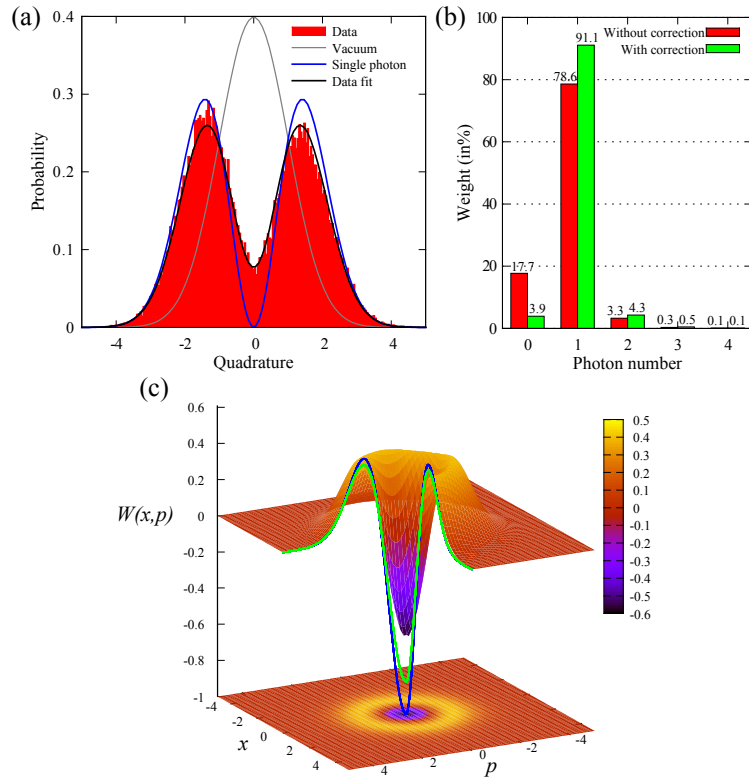 (a)
Data
Vacuum
Single photon
Data fit
0.4
0.3
0.2
0.1
0
Probability
-4 -2 0 2 4
Quadrature
(b)
Without correction
With correction
100
80
60
40
20
0
Weight (in%)
17.7 3.9
78.6 91.1
3.3 4.3
0.3 0.5
0.1 0.1
0 1 2 3 4
Photon number
(c)
0.6
0.4
0.2
0
-0.2
-0.4
-0.6
-0.8
-1
W(x,p)
-4
-2
0
2
4
x
4 2 0 -2 -4
p
0.5
0.4
0.3
0.2
0.1
0
-0.1
-0.2
-0.3
-0.4
-0.5
-0.6